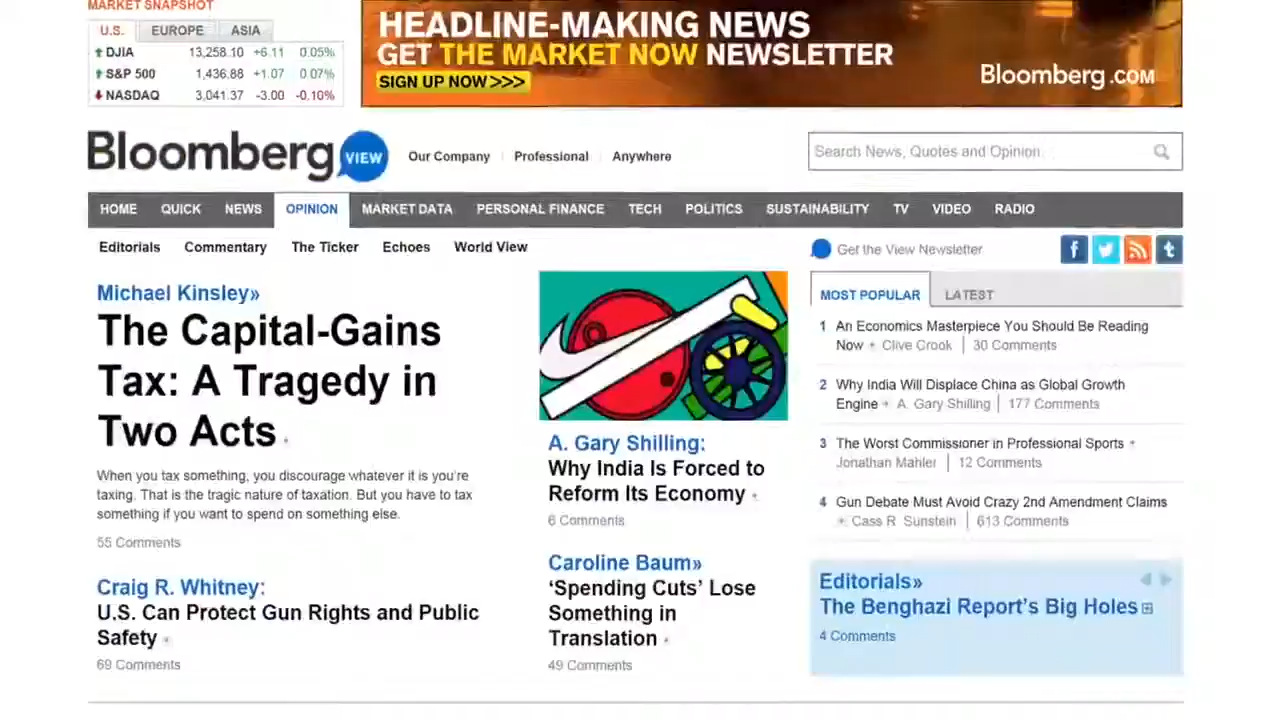 MARKET SNAPSHOT
U.S. EUROPE ASIA
DJIA 13,258.10 +6.11 0.05%
S&P 500 1,436.88 +1.07 0.07%
NASDAQ 3,041.37 -3.00 -0.10%
HEADLINE-MAKING NEWS
GET THE MARKET NOW NEWSLETTER
SIGN UP NOW >>>
Bloomberg.COM
Bloomberg VIEW
Our Company Professional Anywhere
Search News, Quotes and Opinion.
HOME QUICK NEWS OPINION MARKET DATA PERSONAL FINANCE TECH POLITICS SUSTAINABILITY TV VIDEO RADIO
Editorials Commentary The Ticker Echoes World View
Get the View Newsletter
f t
Michael Kinsley»
The Capital-Gains
Tax: A Tragedy in
Two Acts
When you tax something, you discourage whatever it is you're
taxing. That is the tragic nature of taxation. But you have to tax
something if you want to spend on something else.
55 Comments
Craig R. Whitney:
U.S. Can Protect Gun Rights and Public
Safety
69 Comments
A. Gary Shilling:
Why India Is Forced to
Reform Its Economy
6 Comments
Caroline Baum»
‘Spending Cuts’ Lose
Something in
Translation
49 Comments
MOST POPULAR LATEST
1 An Economics Masterpiece You Should Be Reading
Now Clive Crook | 30 Comments
2 Why India Will Displace China as Global Growth
Engine A. Gary Shilling | 177 Comments
3 The Worst Commissioner in Professional Sports
Jonathan Mahler | 12 Comments
4 Gun Debate Must Avoid Crazy 2nd Amendment Claims
Cass R Sunstein | 613 Comments
Editorials»
The Benghazi Report's Big Holes
4 Comments